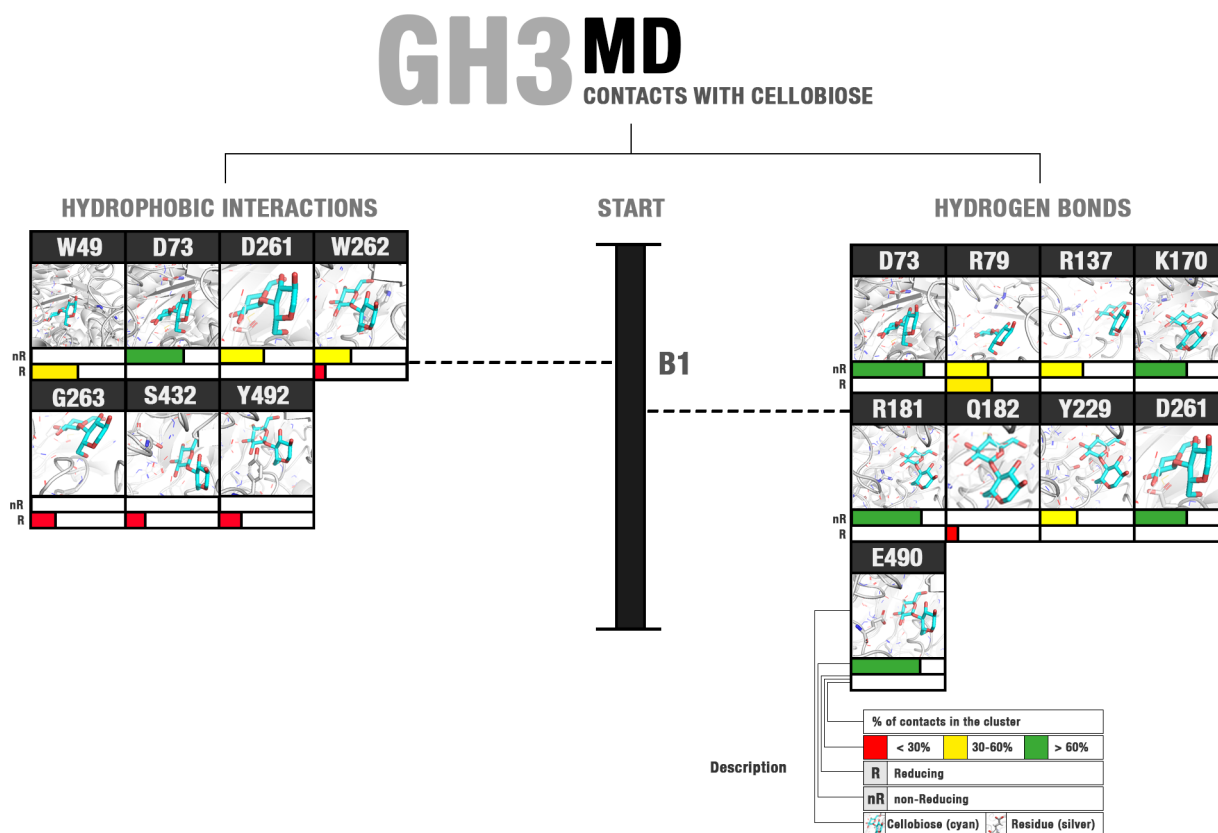 GH3 MD
CONTACTS WITH CELLOBIOSE
HYDROPHOBIC INTERACTIONS
START
HYDROGEN BONDS
W49 D73 D261 W262
nR
R
G263 S432 Y492
nR
R
B1
D73 R79 R137 K170
nR
R
R181 Q182 Y229 D261
nR
R
E490
Description
% of contacts in the cluster
< 30% 30-60% > 60%
R Reducing
nR non-Reducing
Cellobiose (cyan) Residue (silver)